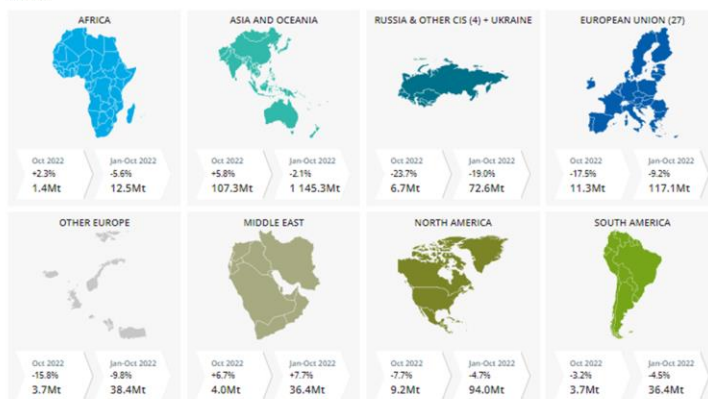 AFRICA
Oct 2022 Jan-Oct 2022
+2.3% -5.6%
1.4Mt 12.5Mt
ASIA AND OCEANIA
Oct 2022 Jan-Oct 2022
+5.8% -2.1%
107.3Mt 1 145.3Mt
RUSSIA & OTHER CIS (4) + UKRAINE
Oct 2022 Jan-Oct 2022
-23.7% -19.0%
6.7Mt 72.6Mt
EUROPEAN UNION (27)
Oct 2022 Jan-Oct 2022
-17.5% -9.2%
11.3Mt 117.1Mt
OTHER EUROPE
Oct 2022 Jan-Oct 2022
-15.8% -9.8%
3.7Mt 38.4Mt
MIDDLE EAST
Oct 2022 Jan-Oct 2022
+6.7% +7.7%
4.0Mt 36.4Mt
NORTH AMERICA
Oct 2022 Jan-Oct 2022
-7.7% -4.7%
9.2Mt 94.0Mt
SOUTH AMERICA
Oct 2022 Jan-Oct 2022
-3.2% -4.5%
3.7Mt 36.4Mt